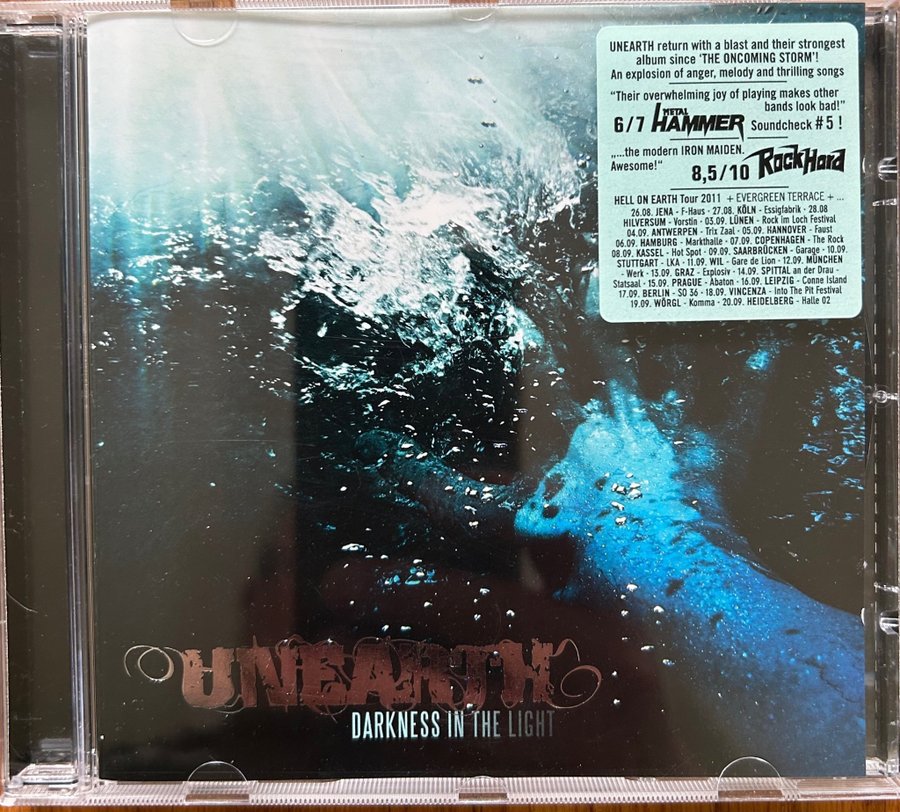 UNEARTH return with a blast and their strongest
album since 'THE ONCOMING STORM'!
An explosion of anger, melody and thrilling songs
"Their overwhelming joy of playing makes other
bands look bad!"
6/7 METAL HAMMER Soundcheck #5 !
„...the modern IRON MAIDEN.
Awesome!" 8,5/10 RockHard
HELL ON EARTH Tour 2011 + EVERGREEN TERRACE + ...
26.08. JENA - F-Haus · 27.08. KÖLN - Essigfabrik · 28.08
HILVERSUM - Vorstin · 03.09. LÜNEN - Rock im Loch Festival
04.09. ANTWERPEN - Trix Zaal · 05.09. HANNOVER - Faust
06.09. HAMBURG - Markthalle · 07.09. COPENHAGEN - The Rock
08.09. KASSEL - Hot Spot · 09.09. SAARBRÜCKEN - Garage · 10.09.
STUTTGART - LKA · 11.09. WIL - Gare de Lion · 12.09. MÜNCHEN
- Werk · 13.09. GRAZ - Explosiv · 14.09. SPITTAL an der Drau -
Statsaal · 15.09. PRAGUE - Abaton · 16.09. LEIPZIG - Conne Island
17.09. BERLIN - SO 36 · 18.09. VINCENZA - Into The Pit Festival
19.09. WÖRGL - Komma · 20.09. HEIDELBERG - Halle 02
UNEARTH
DARKNESS IN THE LIGHT